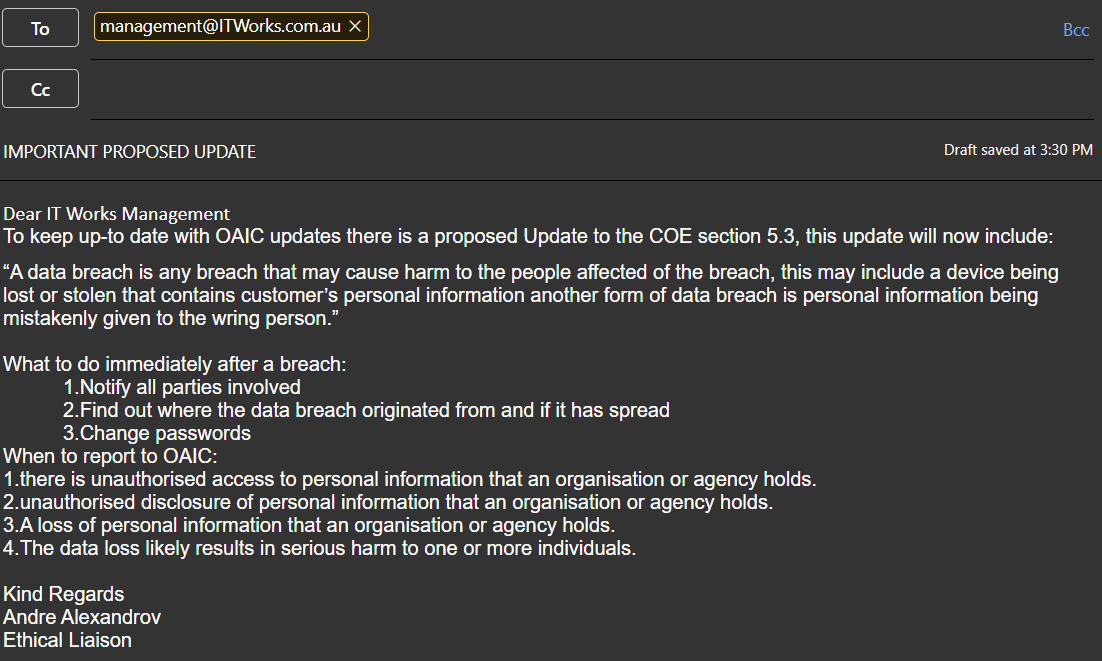 To
management@ITWorks.com.au
Bcc
Cc
IMPORTANT PROPOSED UPDATE
Draft saved at 3:30 PM
Dear IT Works Management
To keep up-to date with OAIC updates there is a proposed Update to the COE section 5.3, this update will now include:
“A data breach is any breach that may cause harm to the people affected of the breach, this may include a device being
lost or stolen that contains customer’s personal information another form of data breach is personal information being
mistakenly given to the wring person.”
What to do immediately after a breach:
1.Notify all parties involved
2.Find out where the data breach originated from and if it has spread
3.Change passwords
When to report to OAIC:
1.there is unauthorised access to personal information that an organisation or agency holds.
2.unauthorised disclosure of personal information that an organisation or agency holds.
3.A loss of personal information that an organisation or agency holds.
4.The data loss likely results in serious harm to one or more individuals.
Kind Regards
Andre Alexandrov
Ethical Liaison